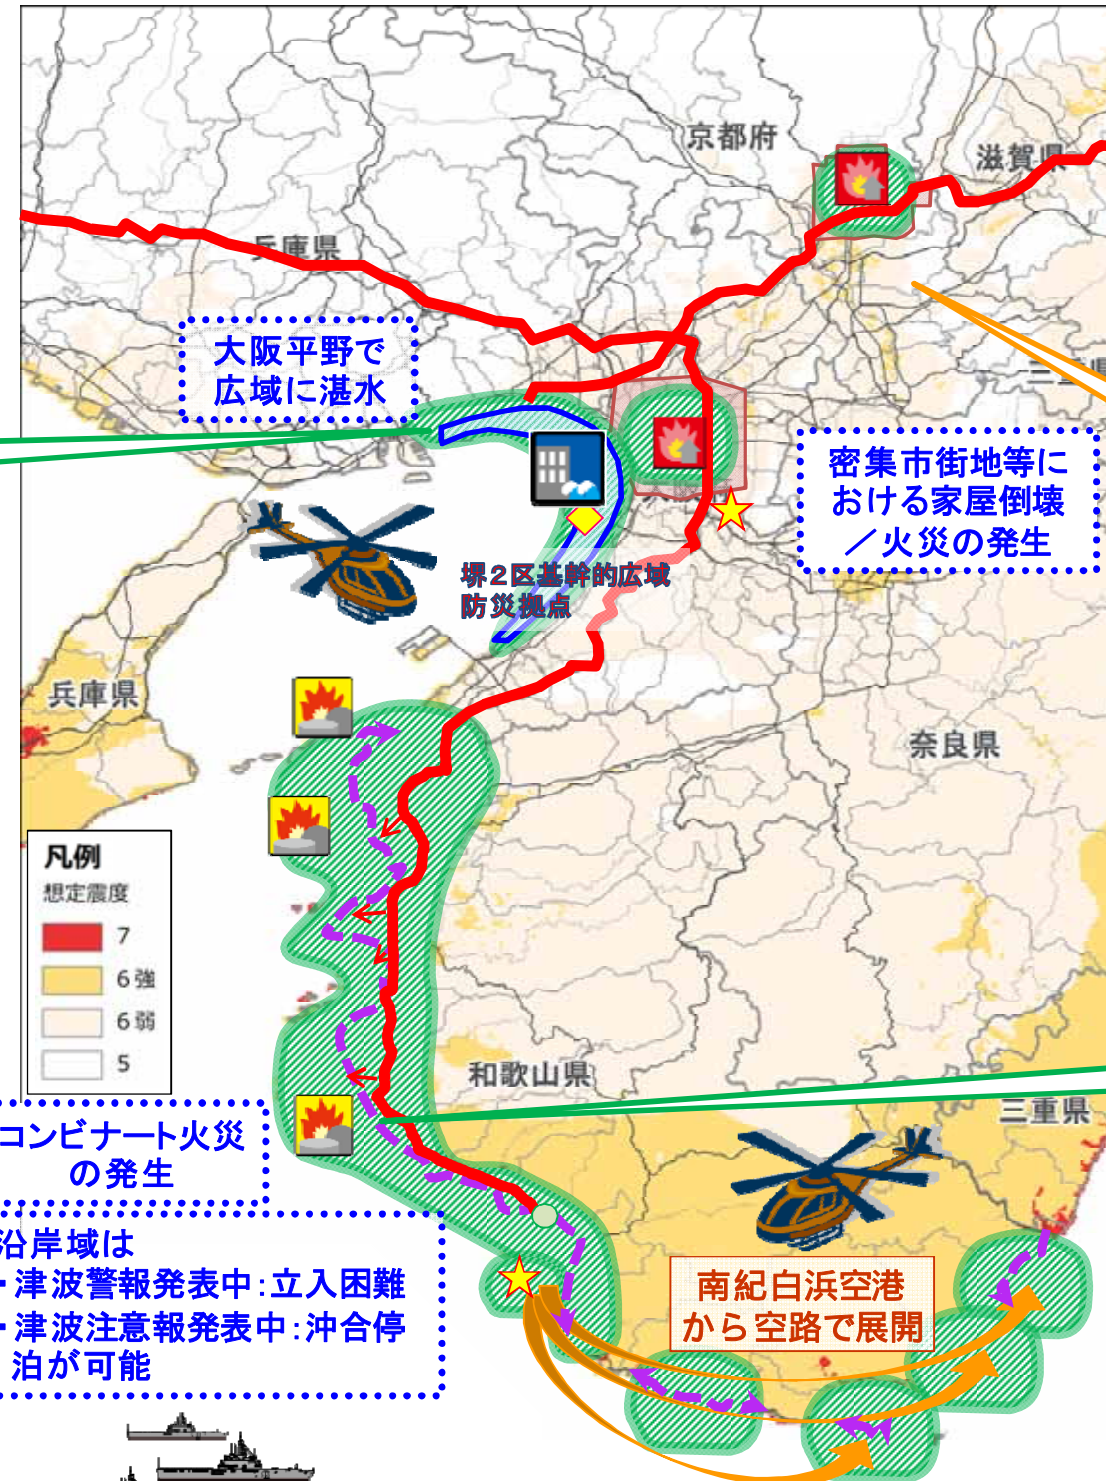 京都府
滋賀県
兵庫県
大阪平野で
広域に湛水
三重県
密集市街地等に
おける家屋倒壊
／火災の発生
堺２区基幹的広域
防災拠点
兵庫県
奈良県
凡例
想定震度
7
6強
6弱
5
和歌山県
三重県
コンビナート火災
の発生
沿岸域は
・津波警報発表中：立入困難
・津波注意報発表中：沖合停
泊が可能
南紀白浜空港
から空路で展開